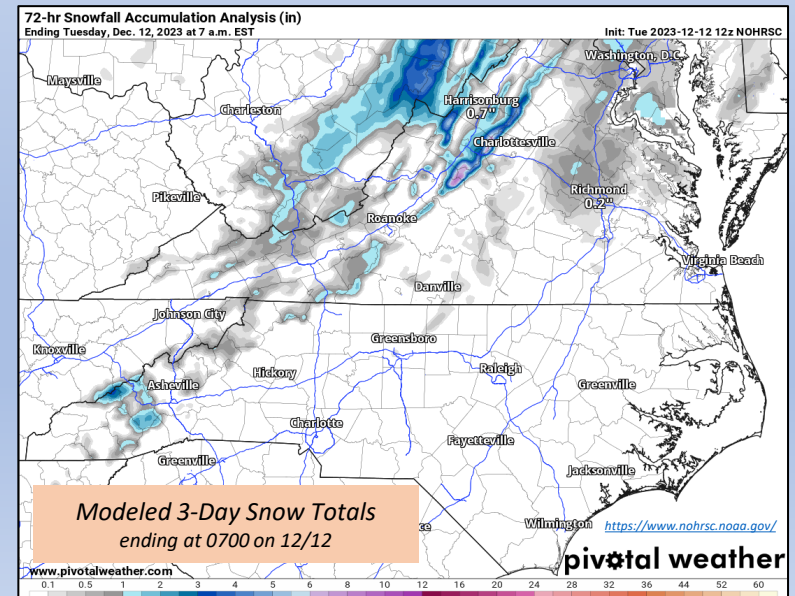 72-hr Snowfall Accumulation Analysis (in)
Ending Tuesday, Dec. 12, 2023 at 7 a.m. EST
Init: Tue 2023-12-12 12z NOHRSC
Washington, D.C.
Maysville
Charleston
Harrisonburg
0.7"
Charlottesville
Pikeville
Richmond
0.2"
Roanoke
Virginia Beach
Danville
Johnson City
Knoxville
Greensboro
Hickory
Raleigh
Asheville
Greenville
Charlotte
Fayetteville
Greenville
Jacksonville
Modeled 3-Day Snow Totals
ending at 0700 on 12/12
ce
Wilmington
https://www.nohrsc.noaa.gov/
pivotal weather
www.pivotalweather.com
0.1 0.5 1 2 3 4 5 6 8 10 12 16 20 24 28 32 36 44 52 60